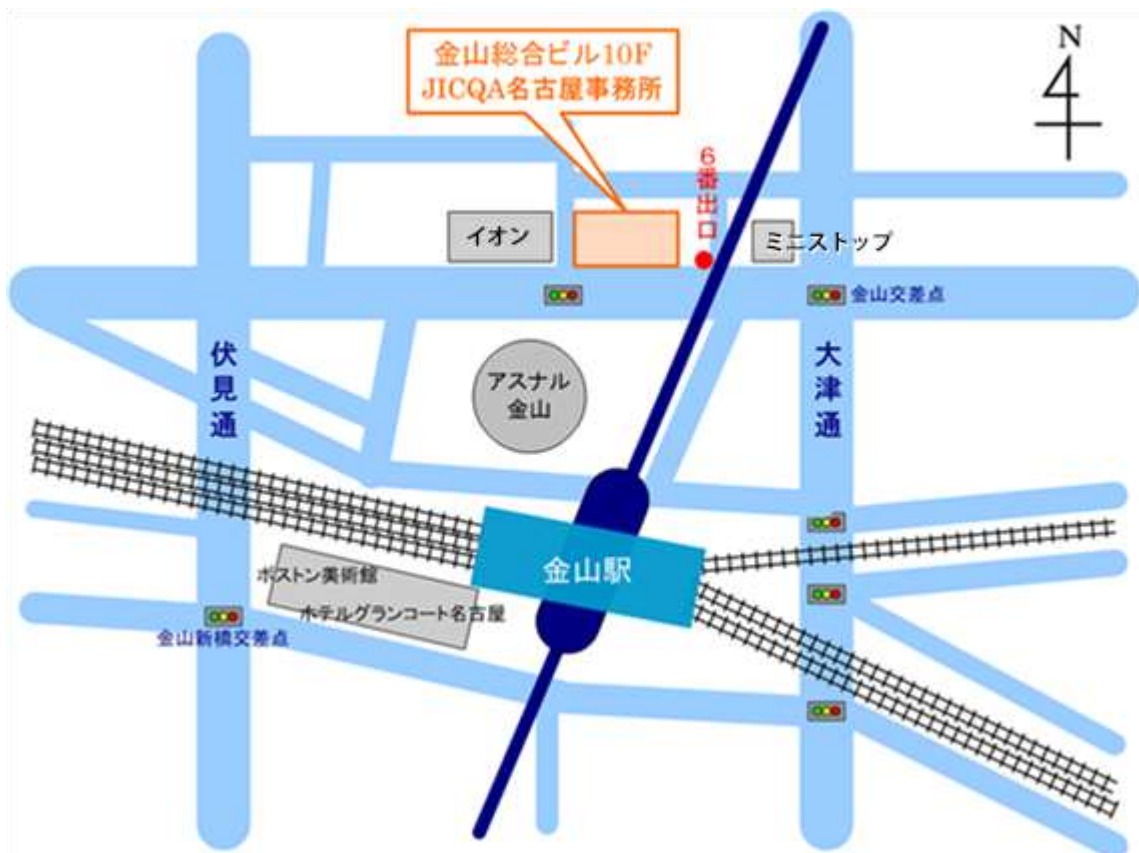 金山総合ビル10F
JICQA名古屋事務所
N
6番出口
イオン
ミニストップ
金山交差点
伏見通
アスナル
金山
大津通
金山駅
ボストン美術館
ホテルグランコート名古屋
金山新橋交差点